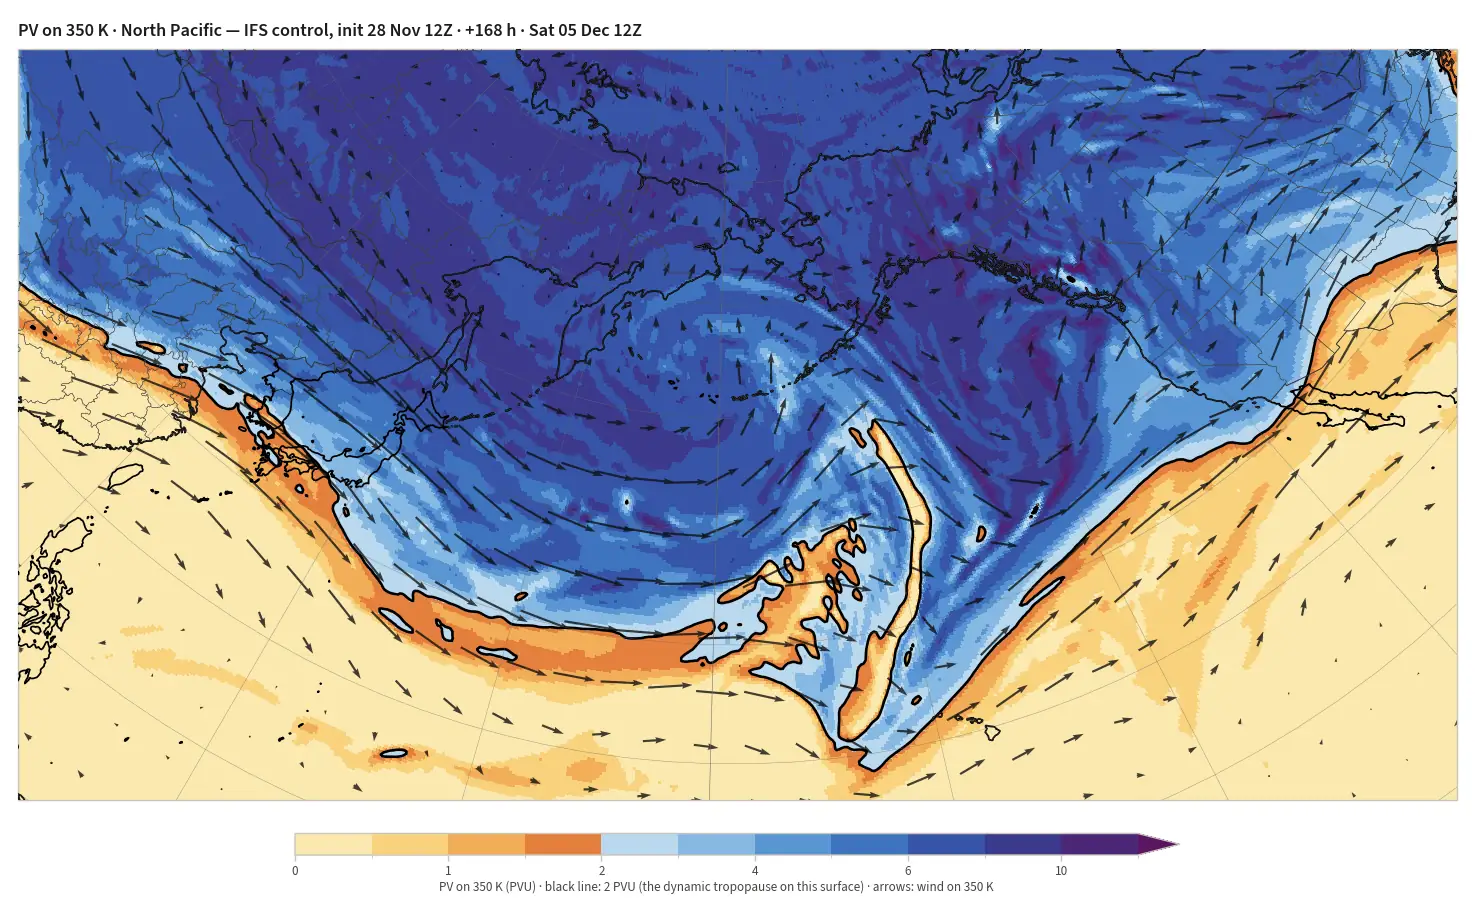 PV on 350 K · North Pacific — IFS control, init 28 Nov 12Z · +168 h · Sat 05 Dec 12Z
0 1 2 4 6 10
PV on 350 K (PVU) · black line: 2 PVU (the dynamic tropopause on this surface) · arrows: wind on 350 K